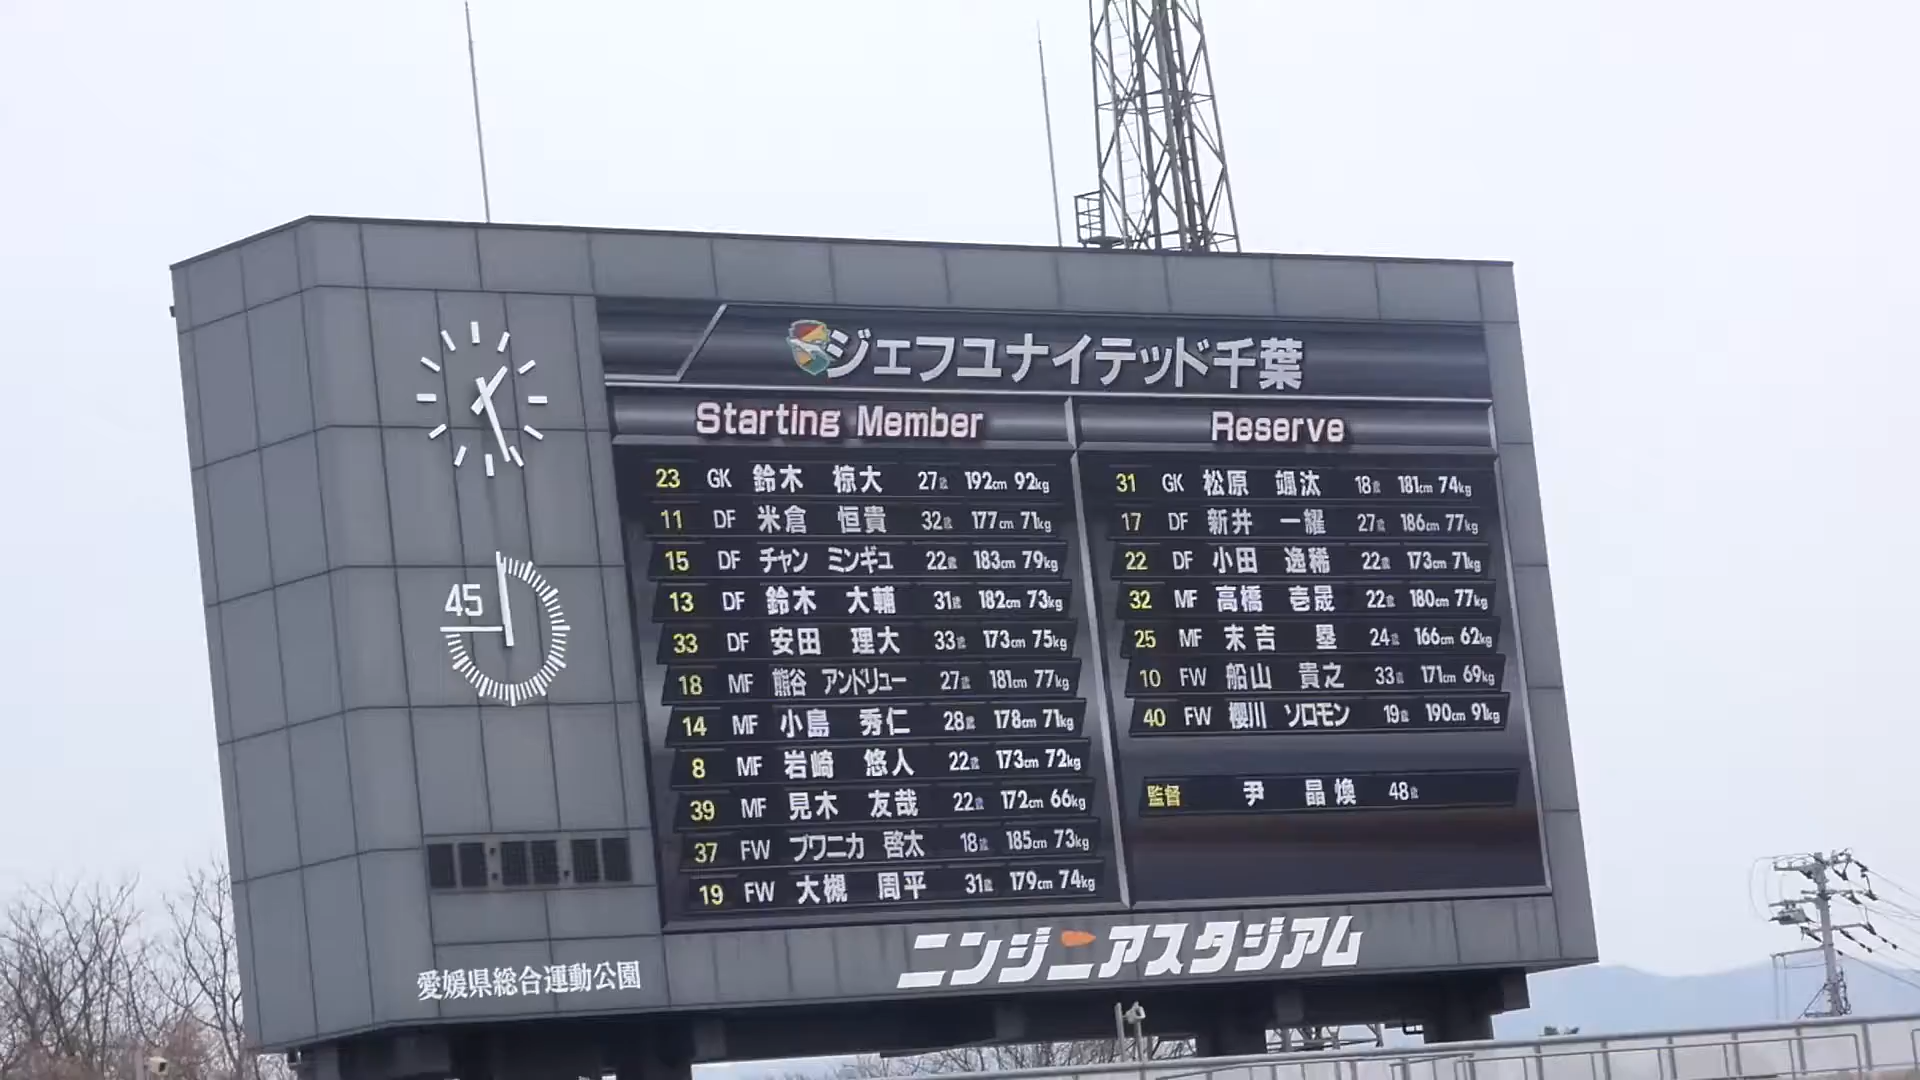 ジェフユナイテッド千葉
Starting Member
23 GK 鈴木 椋大 27歳 192cm 92kg
11 DF 米倉 恒貴 32歳 177cm 71kg
15 DF チャン ミンギュ 22歳 183cm 79kg
13 DF 鈴木 大輔 31歳 182cm 73kg
33 DF 安田 理大 33歳 173cm 75kg
18 MF 熊谷 アンドリュー 27歳 181cm 77kg
14 MF 小島 秀仁 28歳 178cm 71kg
8 MF 岩崎 悠人 22歳 173cm 72kg
39 MF 見木 友哉 22歳 172cm 66kg
37 FW ブワニカ 啓太 18歳 185cm 73kg
19 FW 大槻 周平 31歳 179cm 74kg
Reserve
31 GK 松原 颯汰 18歳 181cm 74kg
17 DF 新井 一耀 27歳 186cm 77kg
22 DF 小田 逸稀 22歳 173cm 71kg
32 MF 高橋 壱晟 22歳 180cm 77kg
25 MF 末吉 塁 24歳 166cm 62kg
10 FW 船山 貴之 33歳 171cm 69kg
40 FW 櫻川 ソロモン 19歳 190cm 91kg
監督 尹 晶煥 48歳
45
ニンジニアスタジアム
愛媛県総合運動公園